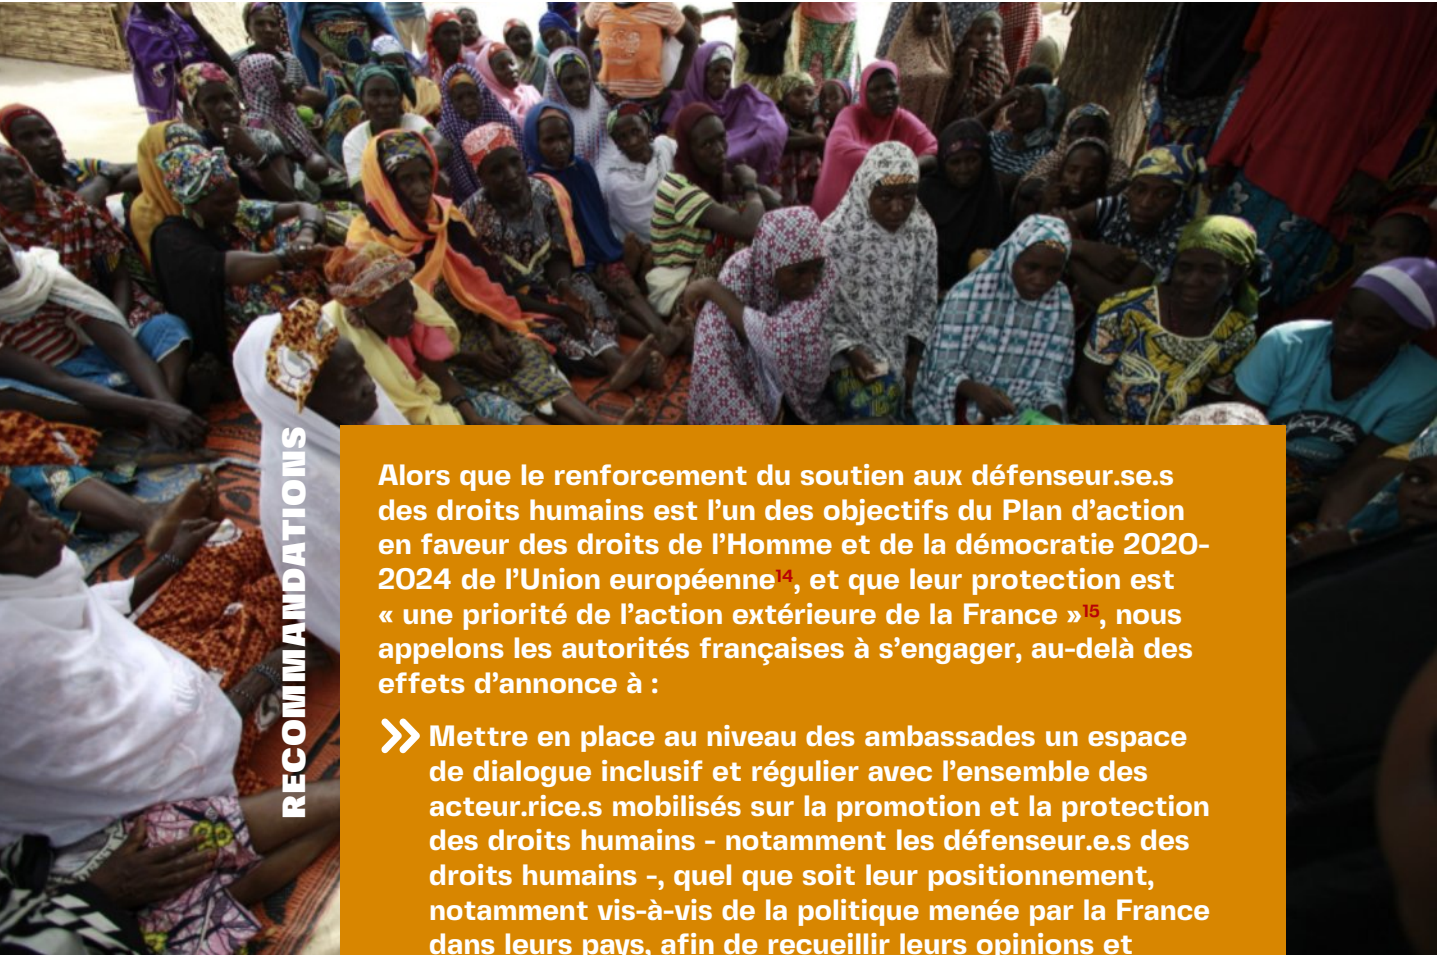 RECOMMANDATIONS
Alors que le renforcement du soutien aux défenseur.se.s
des droits humains est l’un des objectifs du Plan d’action
en faveur des droits de l’Homme et de la démocratie 2020-
2024 de l’Union européenne14, et que leur protection est
« une priorité de l’action extérieure de la France »15, nous
appelons les autorités françaises à s’engager, au-delà des
effets d’annonce à :
Mettre en place au niveau des ambassades un espace
de dialogue inclusif et régulier avec l’ensemble des
acteur.rice.s mobilisés sur la promotion et la protection
des droits humains - notamment les défenseur.e.s des
droits humains -, quel que soit leur positionnement,
notamment vis-à-vis de la politique menée par la France
dans leurs pays, afin de recueillir leurs opinions et